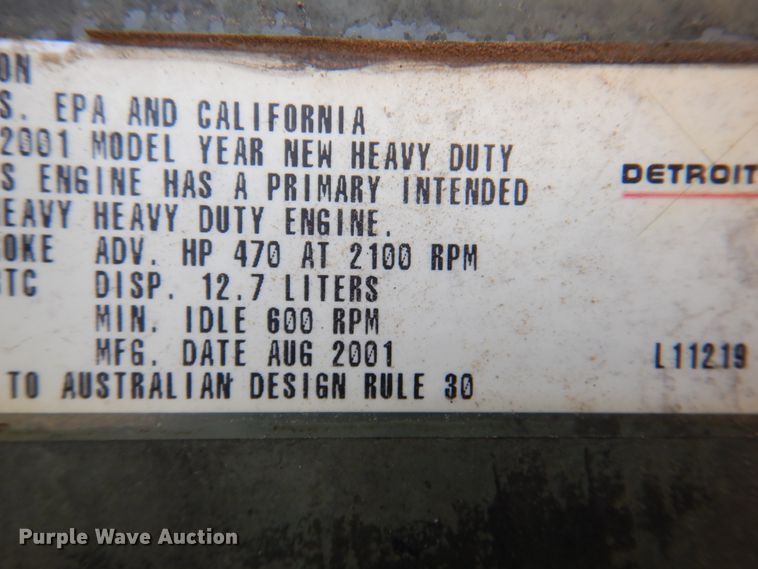 ON
S. EPA AND CALIFORNIA
2001 MODEL YEAR NEW HEAVY DUTY
S ENGINE HAS A PRIMARY INTENDED
HEAVY HEAVY DUTY ENGINE.
OKE ADV. HP 470 AT 2100 RPM
BTC DISP. 12.7 LITERS
MIN. IDLE 600 RPM
MFG. DATE AUG 2001
TO AUSTRALIAN DESIGN RULE 30
DETROIT
L11219
Purple Wave Auction